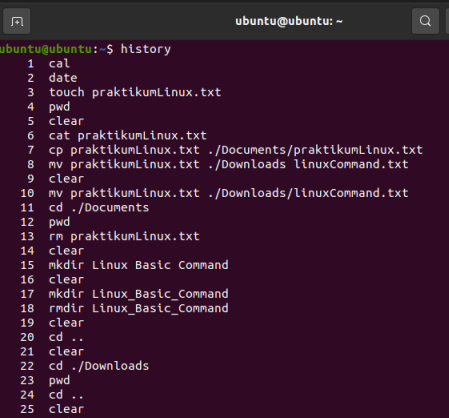 ubuntu@ubuntu: ~
ubuntu@ubuntu:~$ history
1 cal
2 date
3 touch praktikumLinux.txt
4 pwd
5 clear
6 cat praktikumLinux.txt
7 cp praktikumLinux.txt ./Documents/praktikumLinux.txt
8 mv praktikumLinux.txt ./Downloads linuxCommand.txt
9 clear
10 mv praktikumLinux.txt ./Downloads/linuxCommand.txt
11 cd ./Documents
12 pwd
13 rm praktikumLinux.txt
14 clear
15 mkdir Linux Basic Command
16 clear
17 mkdir Linux_Basic_Command
18 rmdir Linux_Basic_Command
19 clear
20 cd ..
21 clear
22 cd ./Downloads
23 pwd
24 cd ..
25 clear